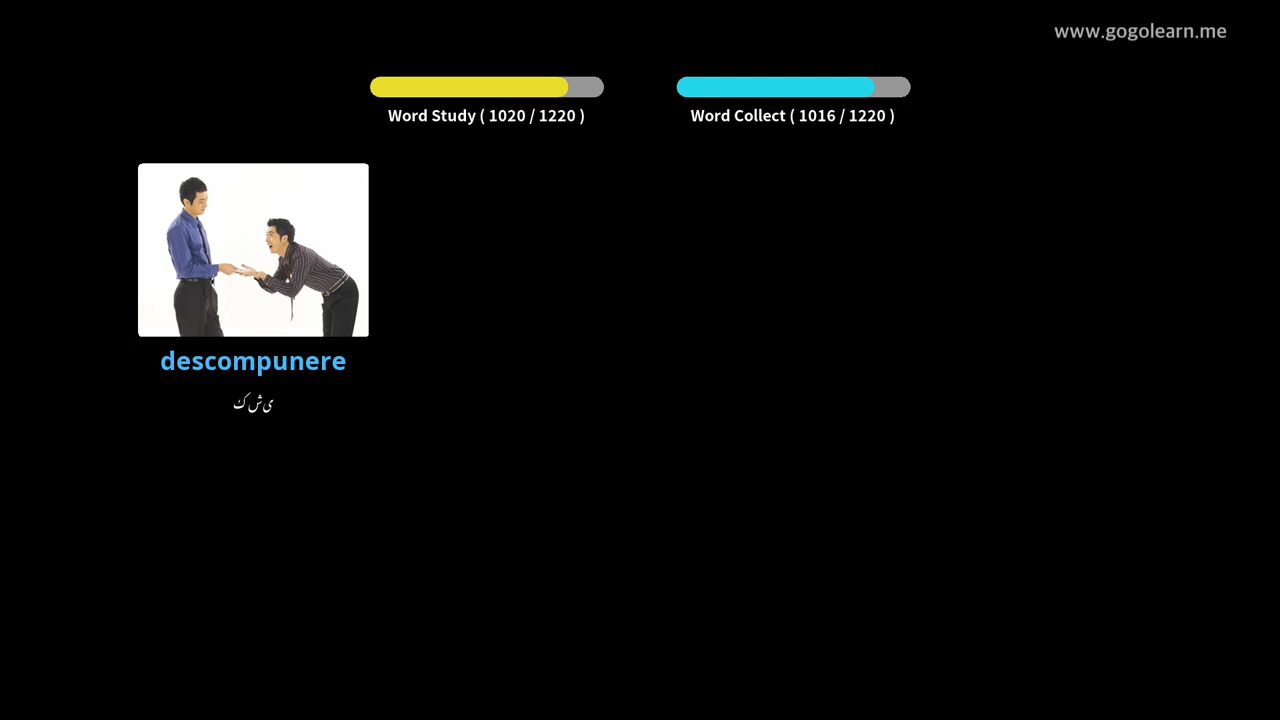 www.gogolearn.me
Word Study ( 1020 / 1220 )
Word Collect ( 1016 / 1220 )
descompunere
ی ش ک